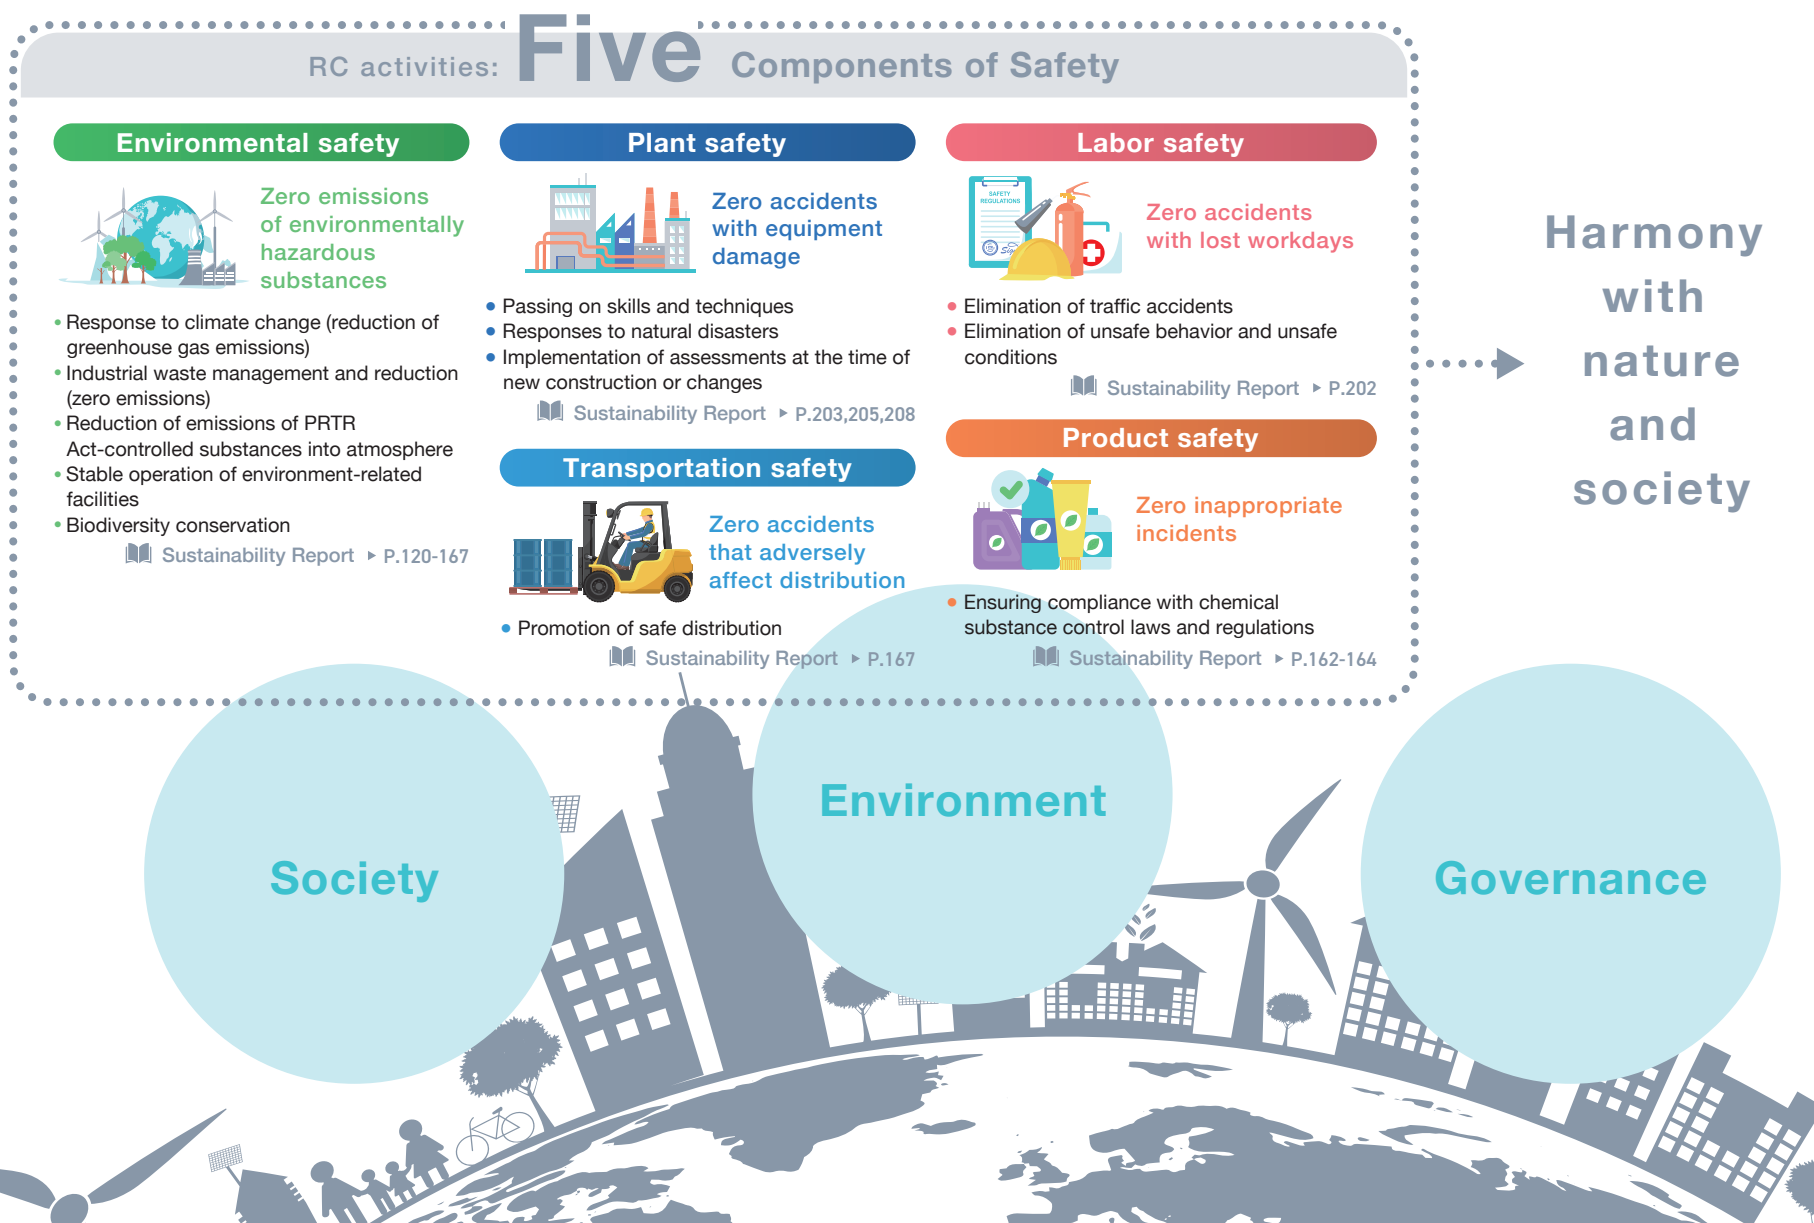 RC activities: Five Components of Safety
Environmental safety
Zero emissions
of environmentally
hazardous
substances
• Response to climate change (reduction of
greenhouse gas emissions)
• Industrial waste management and reduction
(zero emissions)
• Reduction of emissions of PRTR
Act-controlled substances into atmosphere
• Stable operation of environment-related
facilities
• Biodiversity conservation
Sustainability Report ▶ P.120-167
Plant safety
Zero accidents
with equipment
damage
• Passing on skills and techniques
• Responses to natural disasters
• Implementation of assessments at the time of
new construction or changes
Sustainability Report ▶ P.203,205,208
Transportation safety
Zero accidents
that adversely
affect distribution
• Promotion of safe distribution
Sustainability Report ▶ P.167
Labor safety
SAFETY
REGULATIONS
Zero accidents
with lost workdays
• Elimination of traffic accidents
• Elimination of unsafe behavior and unsafe
conditions
Sustainability Report ▶ P.202
Product safety
Zero inappropriate
incidents
• Ensuring compliance with chemical
substance control laws and regulations
Sustainability Report ▶ P.162-164
Harmony
with
nature
and
society
Society
Environment
Governance